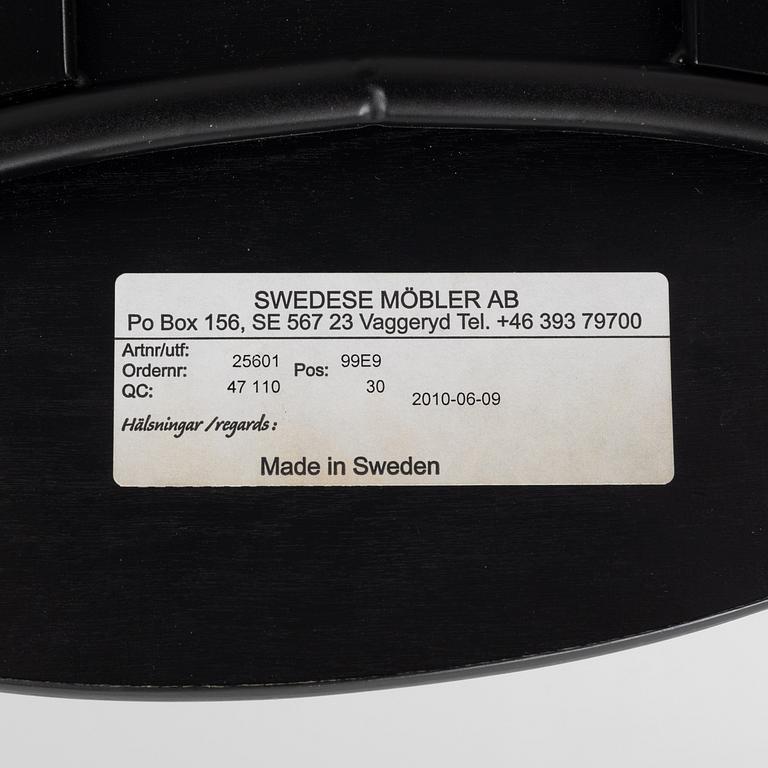 SWEDESE MÖBLER AB
Po Box 156, SE 567 23 Vaggeryd Tel. +46 393 79700
Artnr/utf: 25601 99E9
Ordernr: 47 110 Pos: 30
QC: 2010-06-09
Hälsningar /regards:
Made in Sweden